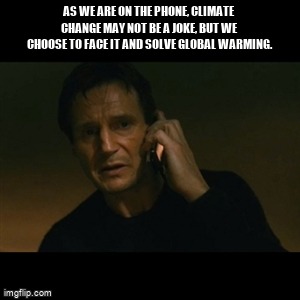 AS WE ARE ON THE PHONE, CLIMATE
CHANGE MAY NOT BE A JOKE, BUT WE
CHOOSE TO FACE IT AND SOLVE GLOBAL WARMING.
imgflip.com